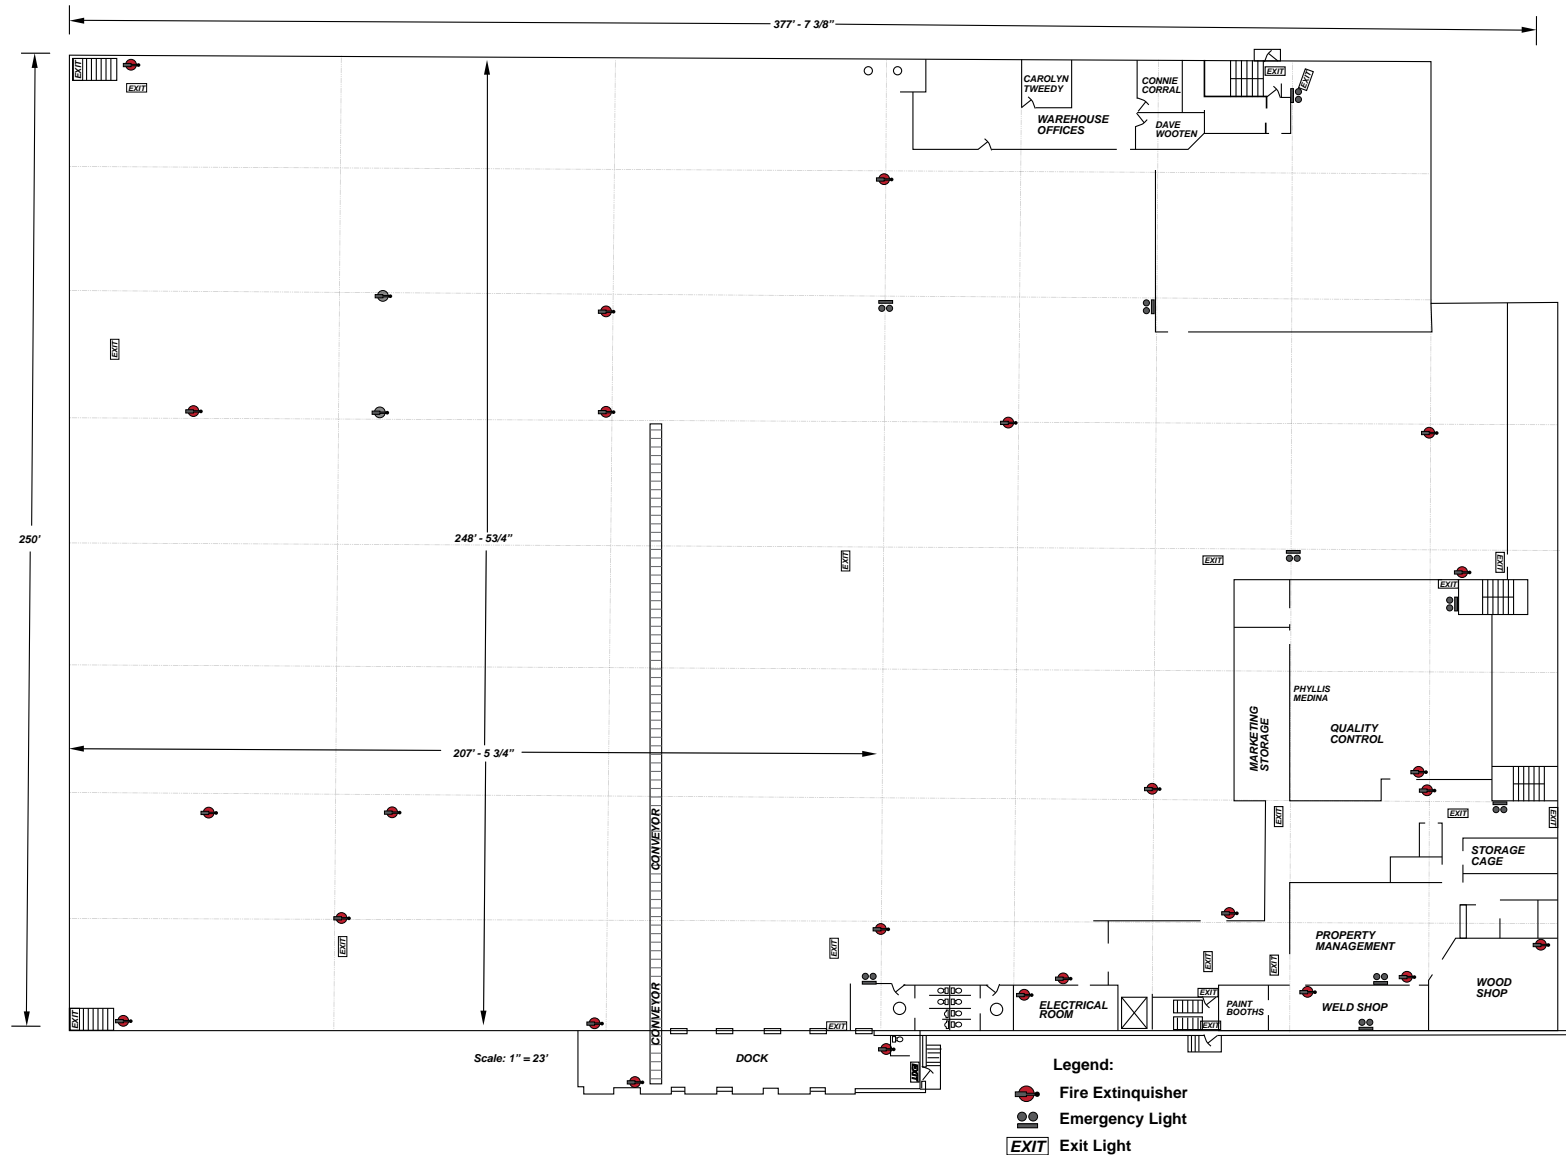 377' - 7 3/8"
EXIT
EXIT
CAROLYN
TWEEDY
CONNIE
CORRAL
EXIT
EXIT
WAREHOUSE
OFFICES
DAVE
WOOTEN
EXIT
250'
248' - 53/4"
EXIT
EXIT
EXIT
EXIT
PHYLLIS
MEDINA
MARKETING
STORAGE
QUALITY
CONTROL
207' - 5 3/4"
CONVEYOR
EXIT
EXIT
EXIT
STORAGE
CAGE
EXIT
EXIT
PROPERTY
MANAGEMENT
EXIT
EXIT
WOOD
SHOP
EXIT
CONVEYOR
EXIT
ELECTRICAL
ROOM
EXIT
EXIT
PAINT
BOOTHS
WELD SHOP
Scale: 1" = 23'
DOCK
EXIT
Legend:
Fire Extinquisher
Emergency Light
EXIT Exit Light